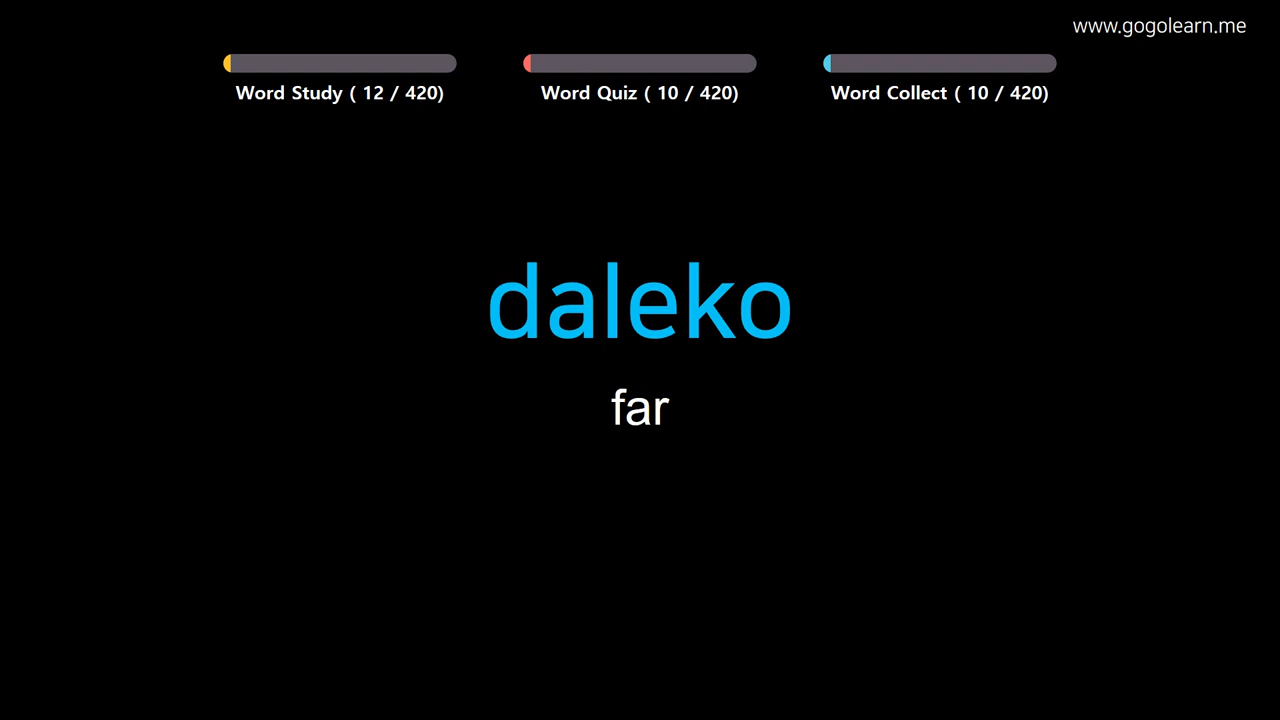 www.gogolearn.me
Word Study ( 12 / 420)
Word Quiz ( 10 / 420)
Word Collect ( 10 / 420)
daleko
far